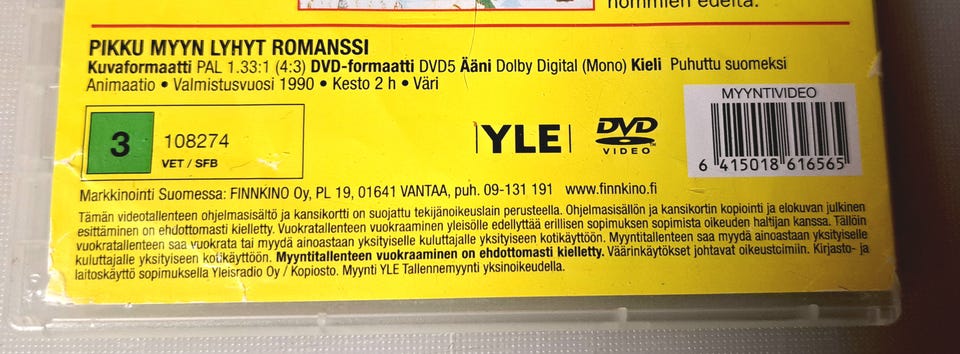 nommien edeltä.
PIKKU MYYN LYHYT ROMANSSI
Kuvaformaatti PAL 1.33:1 (4:3) DVD-formaatti DVD5 Ääni Dolby Digital (Mono) Kieli Puhuttu suomeksi
Animaatio • Valmistusvuosi 1990 • Kesto 2 h • Väri
3 108274
VET / SFB
YLE
DVD
VIDEO
TM
MYYNTIVIDEO
6 415018 616565
Markkinointi Suomessa: FINNKINO Oy, PL 19, 01641 VANTAA, puh. 09-131 191 www.finnkino.fi
Tämän videotallenteen ohjelmasisältö ja kansikortti on suojattu tekijänoikeuslain perusteella. Ohjelmasisällön ja kansikortin kopiointi ja elokuvan julkinen
esittäminen on ehdottomasti kielletty. Vuokratallenteen vuokraaminen yleisölle edellyttää erillisen sopimuksen sopimista oikeuden haltijan kanssa. Tällöin
vuokratallenteen saa vuokrata tai myydä ainoastaan yksityiselle kuluttajalle yksityiseen kotikäyttöön. Myyntitallenteen saa myydä ainoastaan yksityiselle
kuluttajalle yksityiseen kotikäyttöön. Myyntitallenteen vuokraaminen on ehdottomasti kielletty. Väärinkäytökset johtavat oikeustoimiin. Kirjasto- ja
laitoskäyttö sopimuksella Yleisradio Oy / Kopiosto. Myynti YLE Tallennemyynti yksinoikeudella.